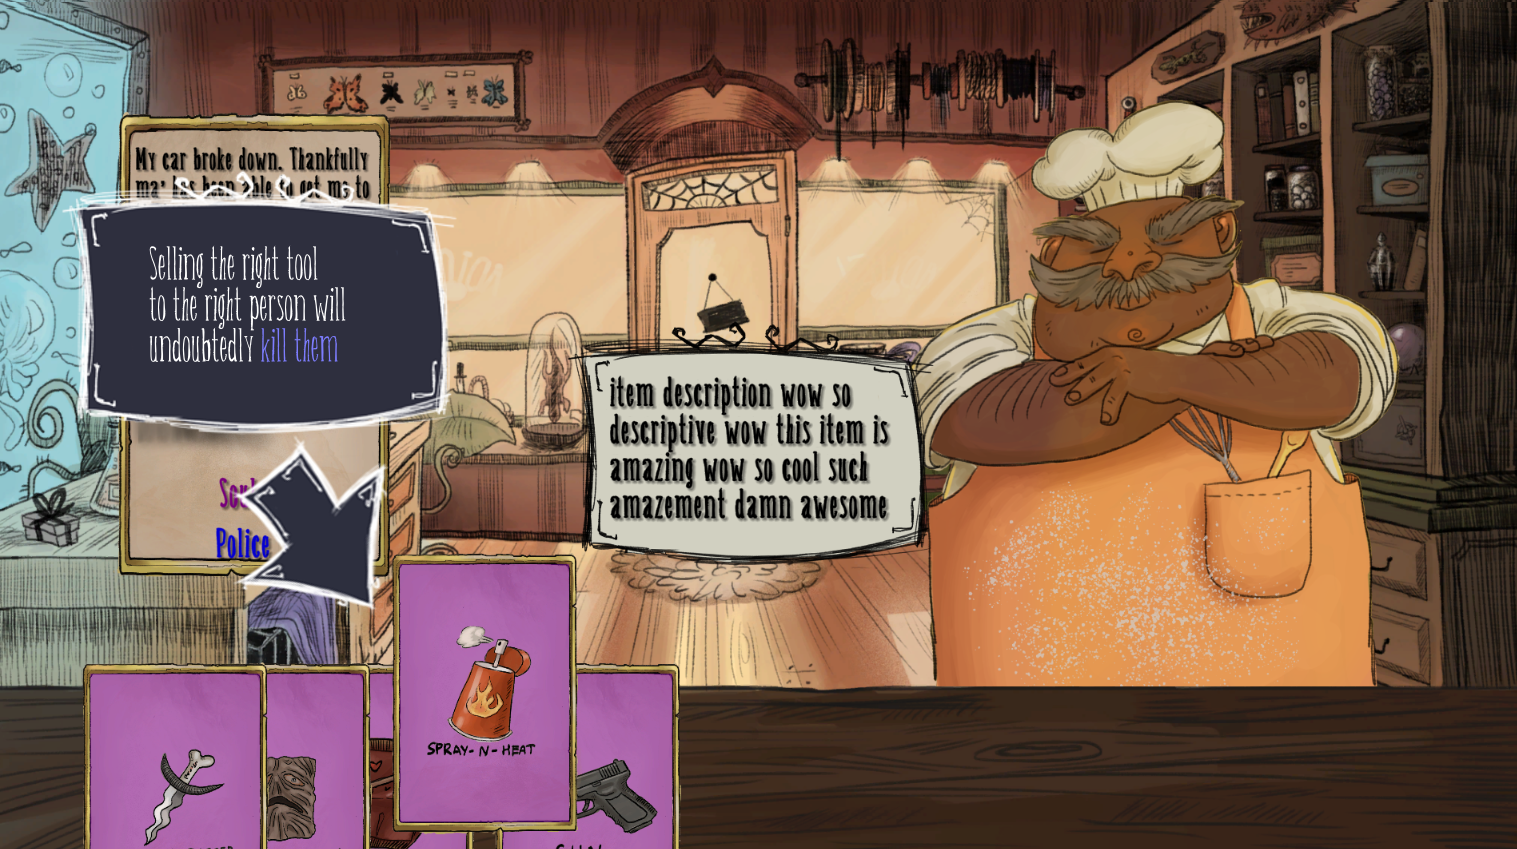 My car broke down. Thankfully
to
Selling the right tool
to the right person will
undoubtedly kill them
item description wow so
descriptive wow this item is
amazing wow so cool such
amazement damn awesome
Police
SPRAY-N-HEAT